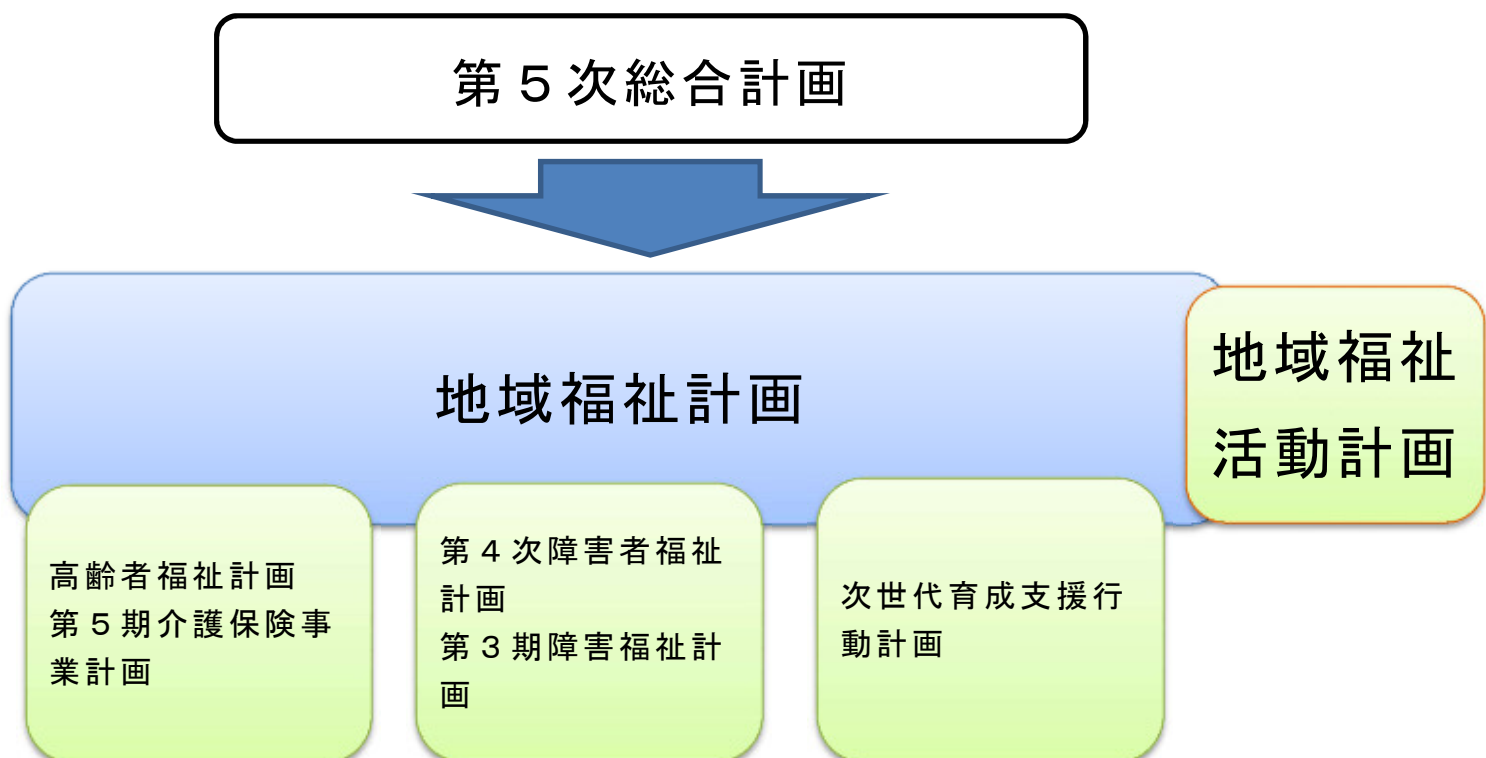 第５次総合計画
地域福祉計画
地域福祉
活動計画
高齢者福祉計画
第５期介護保険事
業計画
第４次障害者福祉
計画
第３期障害福祉計
画
次世代育成支援行
動計画